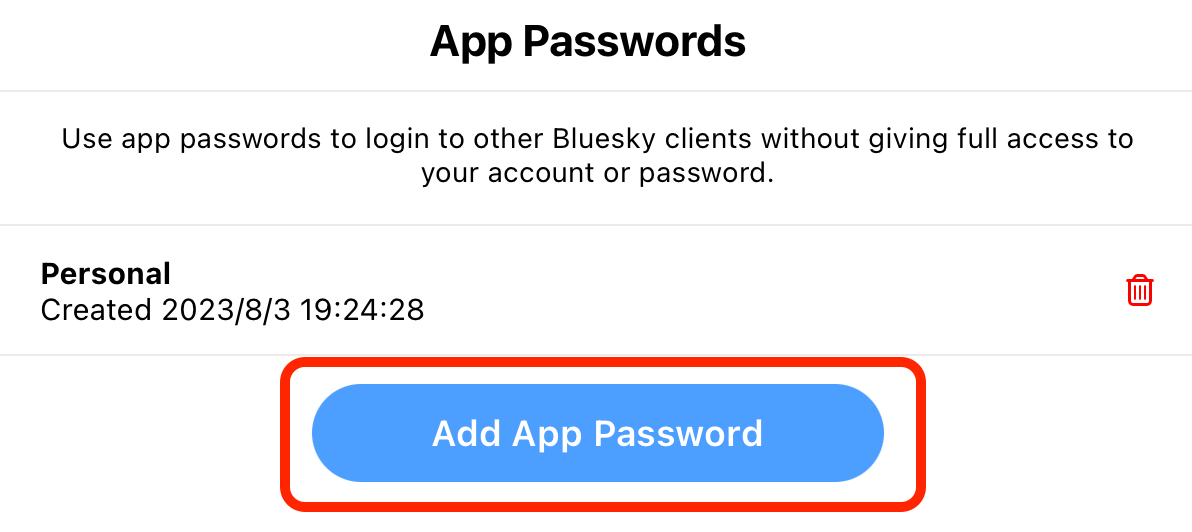 App Passwords
Use app passwords to login to other Bluesky clients without giving full access to
your account or password.
Personal
Created 2023/8/3 19:24:28
Add App Password